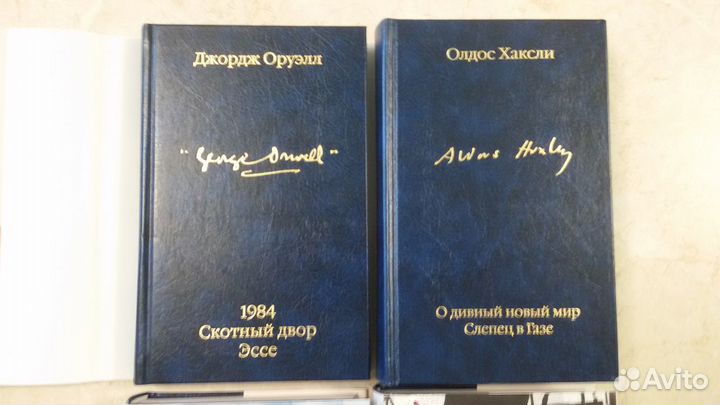 Джордж Оруэлл
"George Orwell"
1984
Скотный двор
Эссе
Олдос Хаксли
Aldous Huxley
О дивный новый мир
Слепец в Газе
Avito